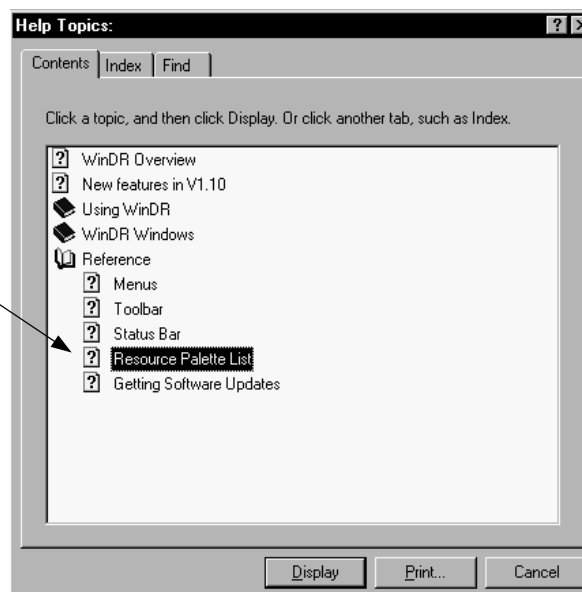 Help Topics:
Contents Index Find
Click a topic, and then click Display. Or click another tab, such as Index.
WinDR Overview
New features in V1.10
Using WinDR
WinDR Windows
Reference
Menus
Toolbar
Status Bar
Resource Palette List
Getting Software Updates
Display Print... Cancel